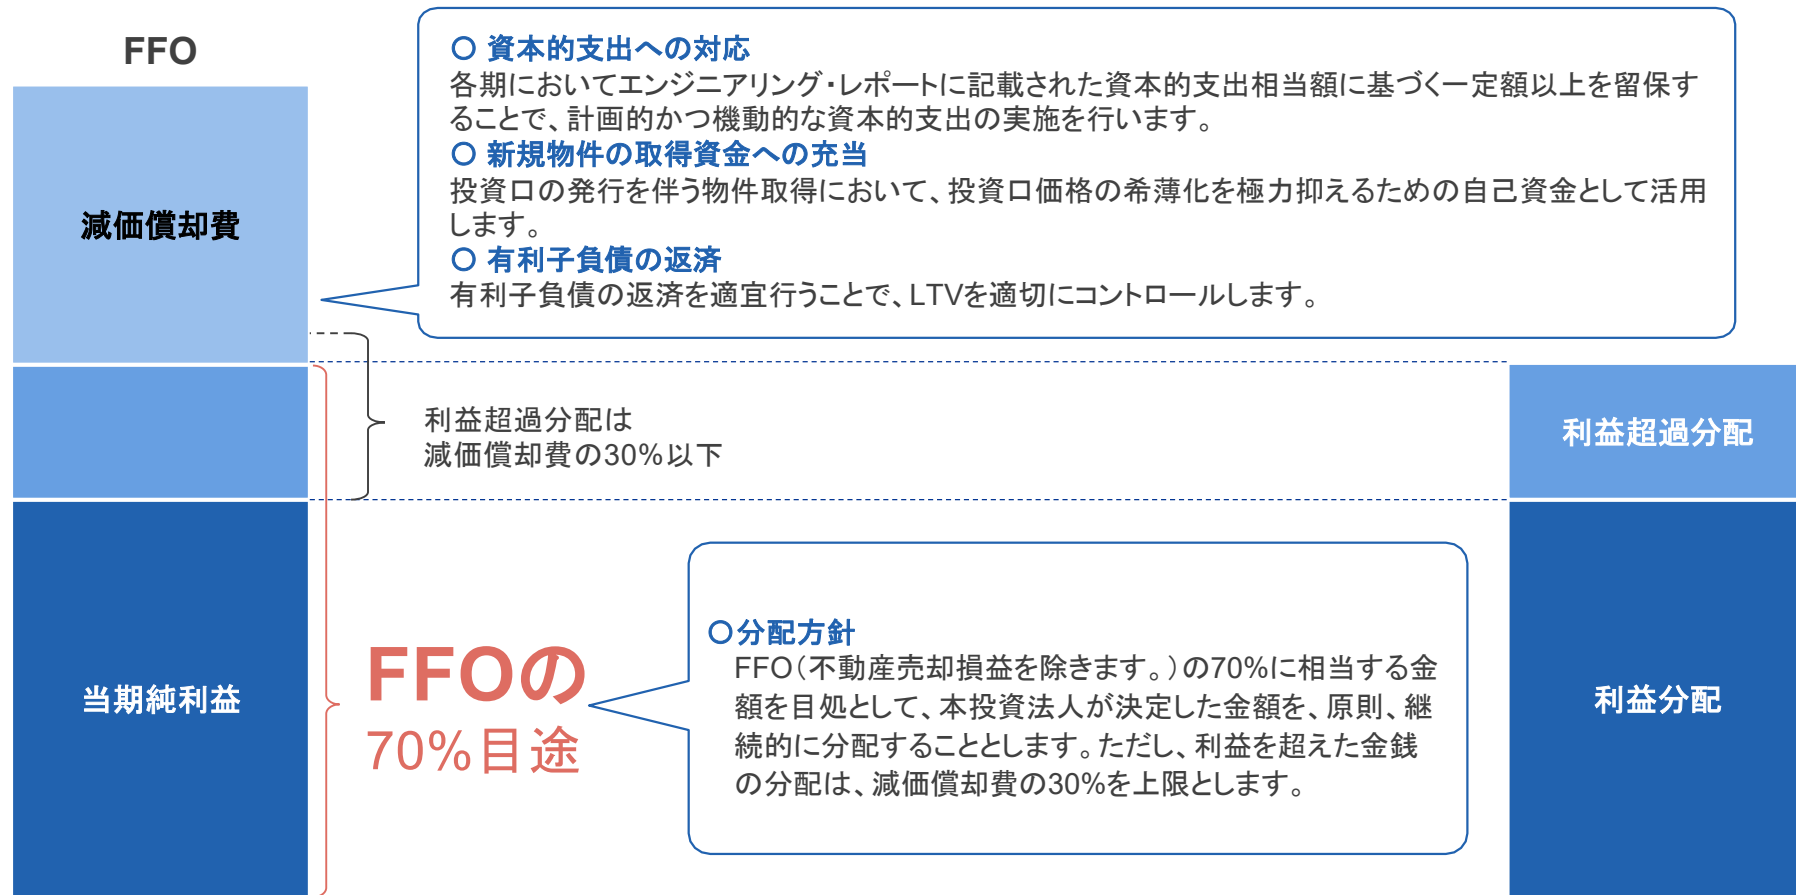 FFO
○ 資本的支出への対応
各期においてエンジニアリング・レポートに記載された資本的支出相当額に基づく一定額以上を留保す
ることで、計画的かつ機動的な資本的支出の実施を行います。
○ 新規物件の取得資金への充当
投資口の発行を伴う物件取得において、投資口価格の希薄化を極力抑えるための自己資金として活用
します。
○ 有利子負債の返済
有利子負債の返済を適宜行うことで、LTVを適切にコントロールします。
減価償却費
利益超過分配は
減価償却費の30%以下
利益超過分配
当期純利益
FFOの
70%目途
○分配方針
FFO(不動産売却損益を除きます。)の70%に相当する金
額を目処として、本投資法人が決定した金額を、原則、継
続的に分配することとします。ただし、利益を超えた金銭
の分配は、減価償却費の30%を上限とします。
利益分配